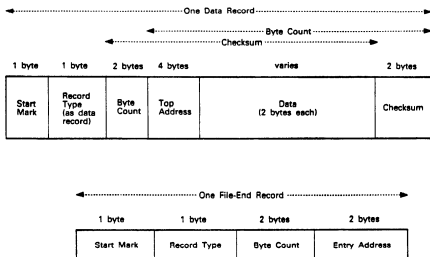 One Data Record
Byte Count
Checksum
1 byte 1 byte 2 bytes 4 bytes varies 2 bytes
Start Mark
Record Type (as data record)
Byte Count
Top Address
Data (2 bytes each)
Checksum
One File-End Record
1 byte 1 byte 2 bytes 2 bytes
Start Mark Record Type Byte Count Entry Address